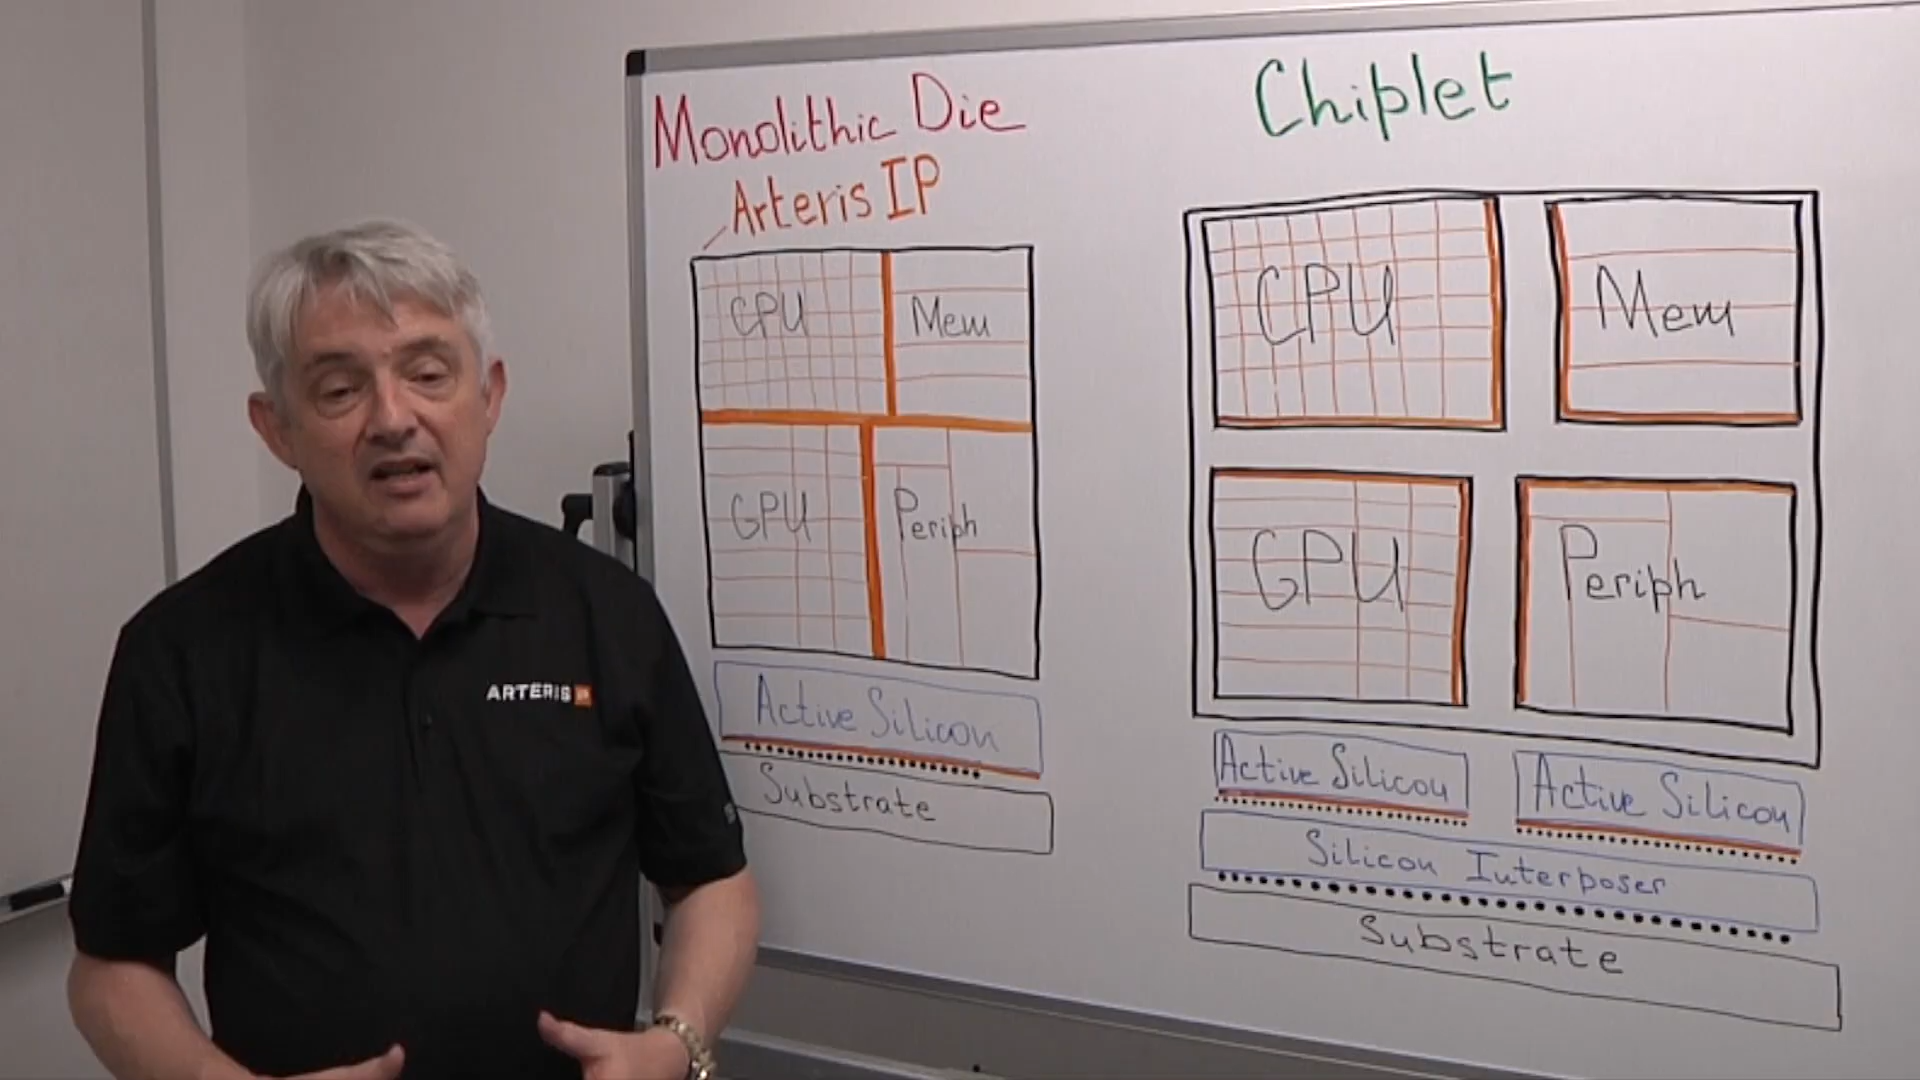 Monolithic Die
Arteris IP
CPU
Mem
GPU
Periph
Active Silicon
Substrate
Chiplet
CPU
Mem
GPU
Periph
Active Silicon
Active Silicon
Silicon Interposer
Substrate
ARTERIS IP